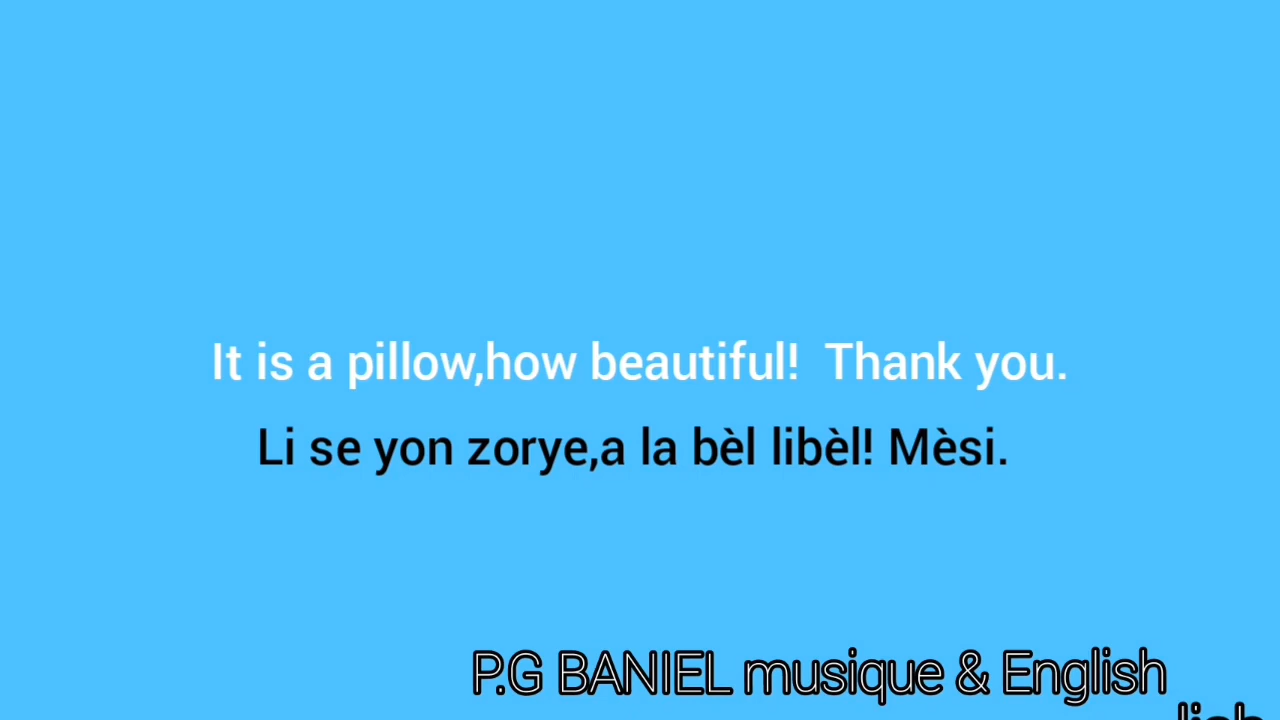 It is a pillow,how beautiful!  Thank you.
Li se yon zorye,a la bèl libèl! Mèsi.
P.G BANIEL musique & English